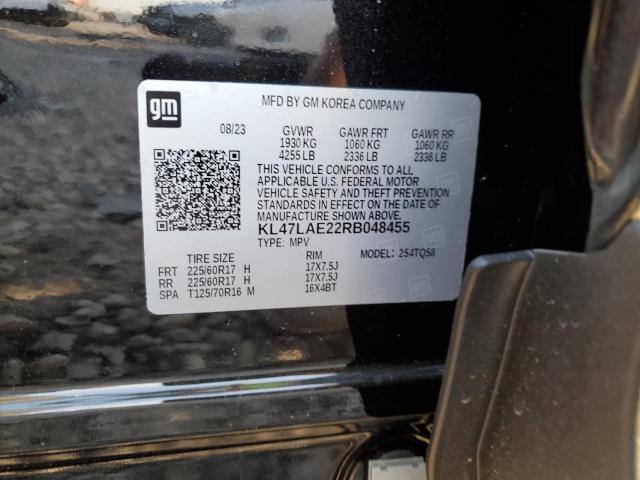 gm
MFD BY GM KOREA COMPANY
08/23 GVWR GAWR FRT GAWR RR
1930 KG 1060 KG 1060 KG
4255 LB 2336 LB 2336 LB
THIS VEHICLE CONFORMS TO ALL
APPLICABLE U.S. FEDERAL MOTOR
VEHICLE SAFETY AND THEFT PREVENTION
STANDARDS IN EFFECT ON THE DATE OF
MANUFACTURE SHOWN ABOVE.
KL47LAE22RB048455
TYPE: MPV MODEL: 254TQ58
TIRE SIZE RIM
FRT 225/60R17 H 17X7.5J
RR 225/60R17 H 17X7.5J
SPA T125/70R16 M 16X4BT